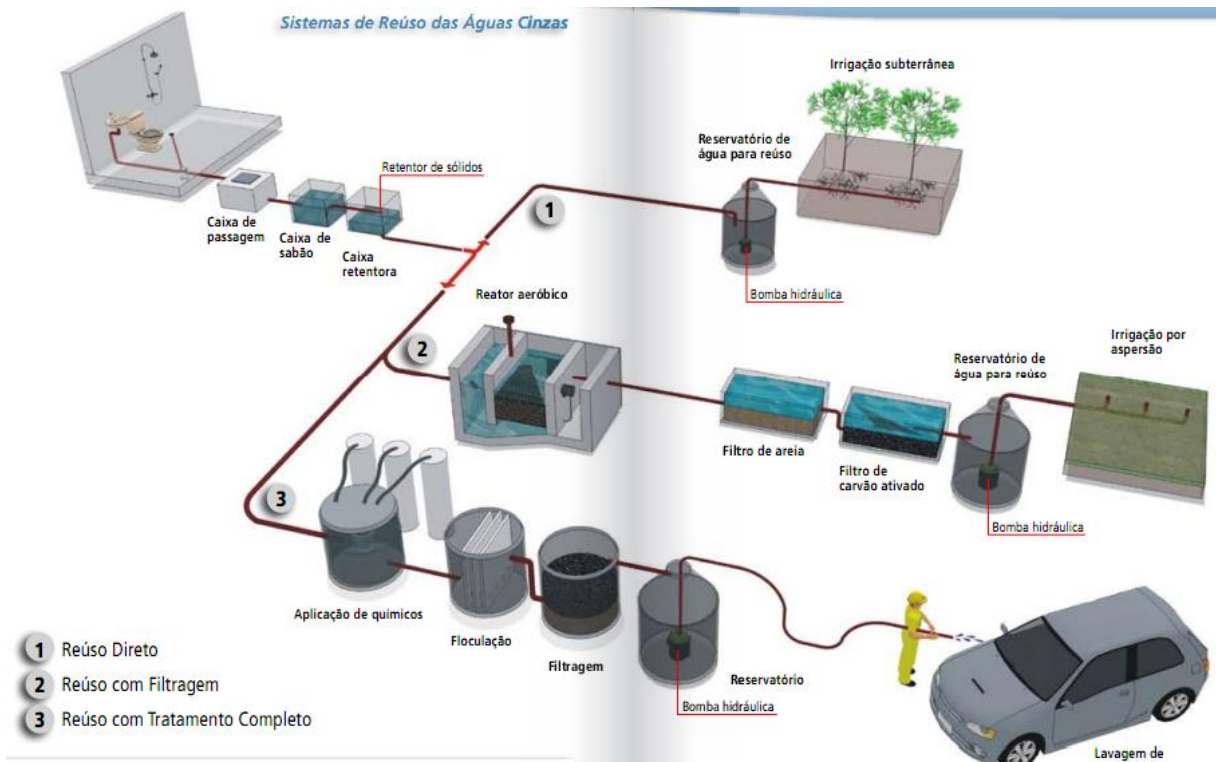 Sistemas de Reúso das Águas Cinzas
Irrigação subterrânea
Reservatório de
água para reúso
Retentor de sólidos
1
Caixa de
passagem
Caixa de
sabão
Caixa
retentora
Bomba hidráulica
Reator aeróbico
2
Reservatório de
água para reúso
Irrigação por
aspersão
Filtro de areia
Filtro de
carvão ativado
Bomba hidráulica
3
Aplicação de químicos
Floculação
Filtragem
Reservatório
Bomba hidráulica
1 Reúso Direto
2 Reúso com Filtragem
3 Reúso com Tratamento Completo
Lavagem de